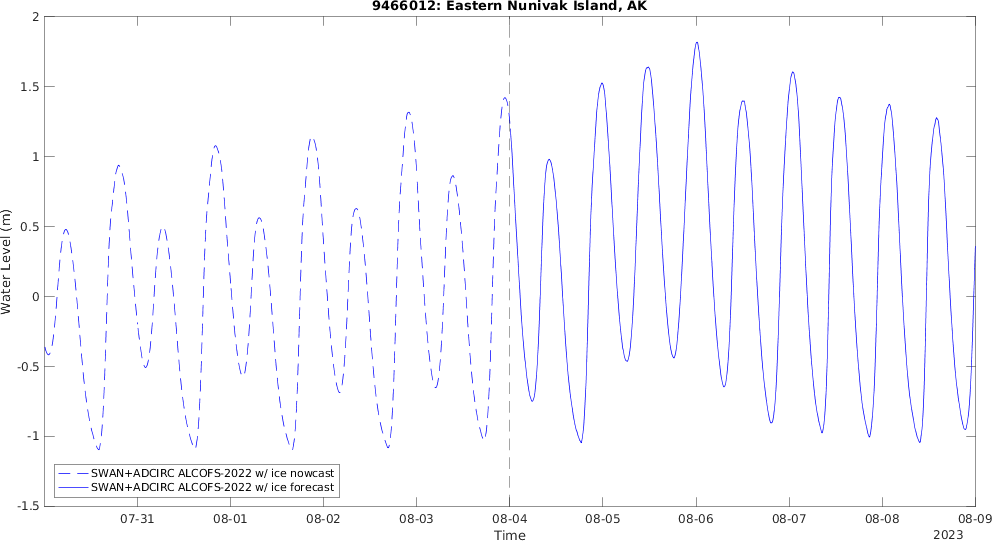 9466012: Eastern Nunivak Island, AK
Water Level (m)
2
1.5
1
0.5
0
-0.5
-1
-1.5
SWAN+ADCIRC ALCOFS-2022 w/ ice nowcast
SWAN+ADCIRC ALCOFS-2022 w/ ice forecast
07-31 08-01 08-02 08-03 08-04 08-05 08-06 08-07 08-08 08-09
Time
2023